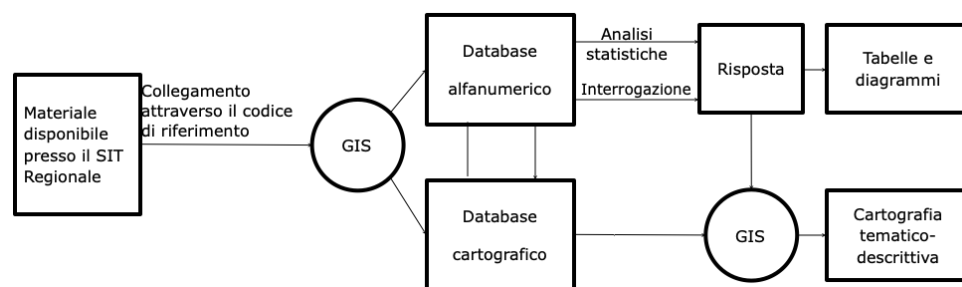 Materiale
disponibile
presso il SIT
Regionale
Collegamento
attraverso il codice
di riferimento
GIS
Database
alfanumerico
Analisi
statistiche
Interrogazione
Risposta
Tabelle e
diagrammi
Database
cartografico
GIS
Cartografia
tematico-
descrittiva